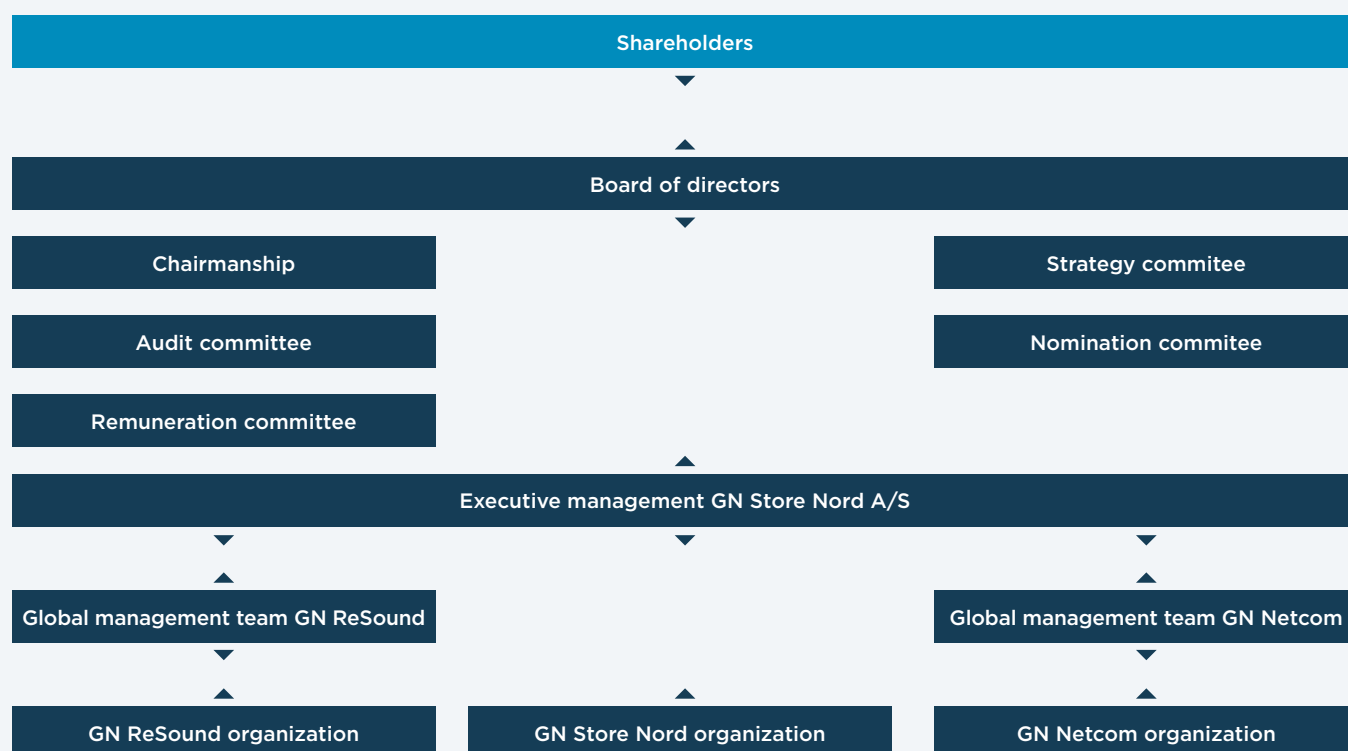 Shareholders
Board of directors
Chairmanship
Strategy commitee
Audit committee
Nomination commitee
Remuneration committee
Executive management GN Store Nord A/S
Global management team GN ReSound
Global management team GN Netcom
GN ReSound organization
GN Store Nord organization
GN Netcom organization